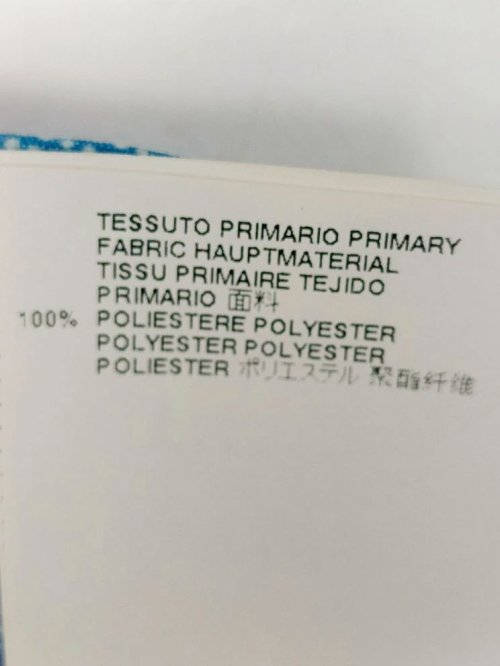 TESSUTO PRIMARIO PRIMARY
FABRIC HAUPTMATERIAL
TISSU PRIMAIRE TEJIDO
PRIMARIO 面料
100% POLIESTERE POLYESTER
POLYESTER POLYESTER
POLIESTER ポリエステル 聚酯纤维